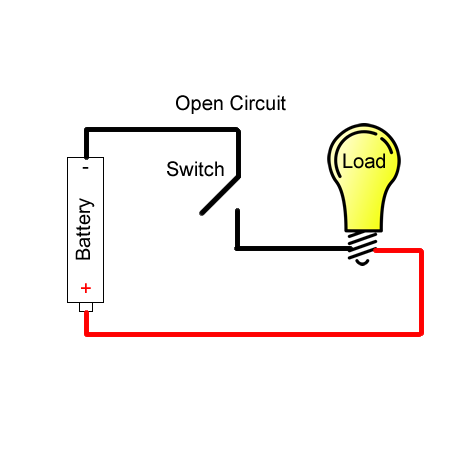 Open Circuit
Switch
Load
-
Battery
+